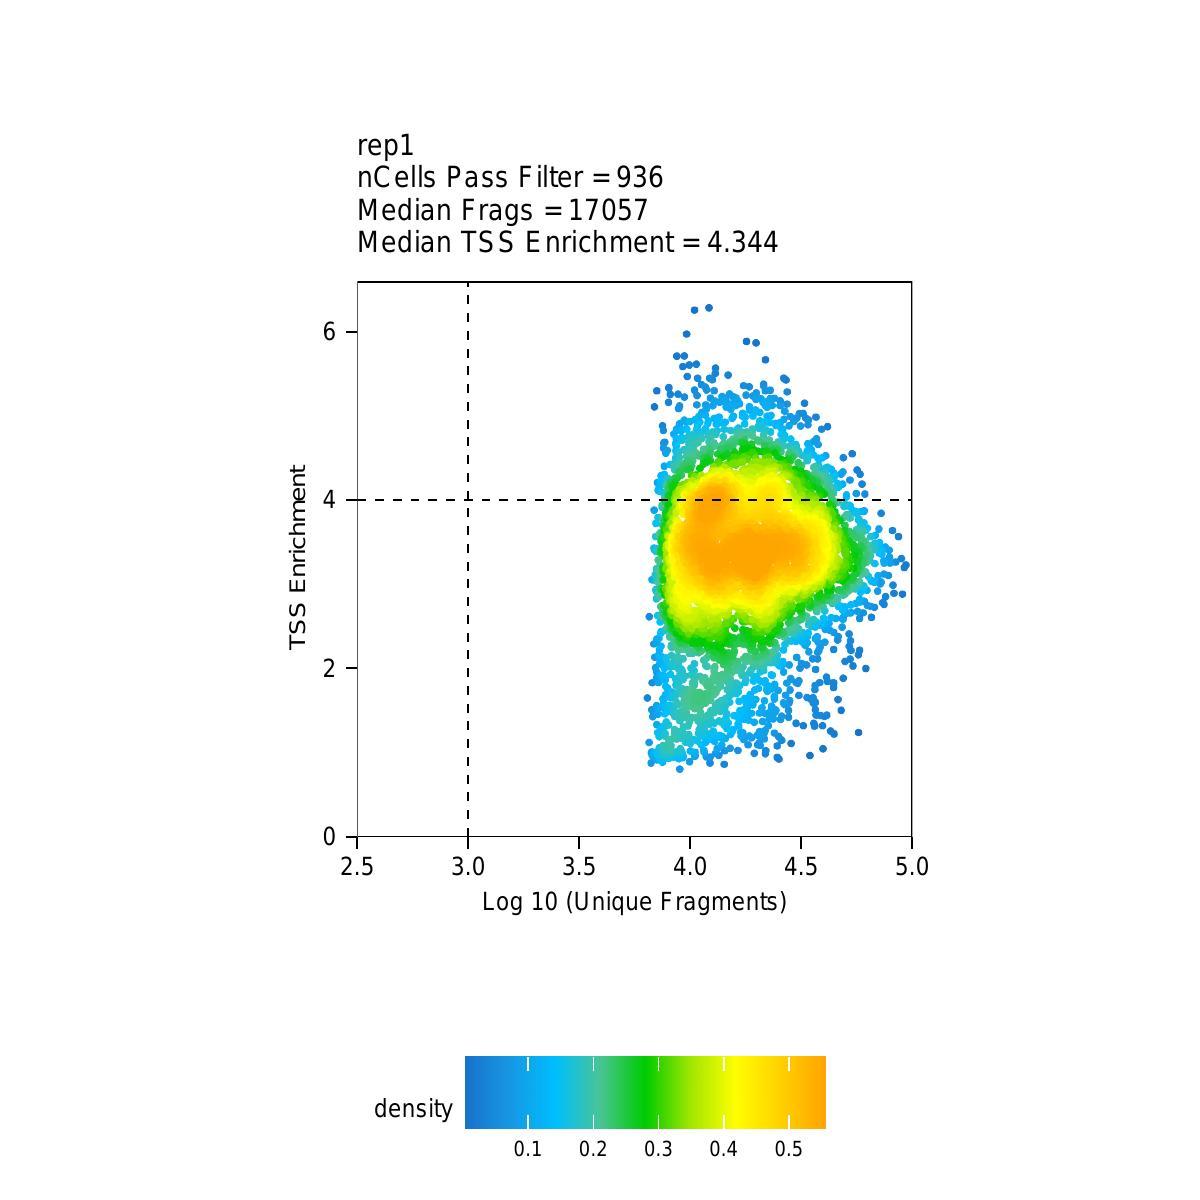 rep1
nCells Pass Filter = 936
Median Frags = 17057
Median TSS Enrichment = 4.344
6
4
2
0
TSS Enrichment
2.5 3.0 3.5 4.0 4.5 5.0
Log 10 (Unique Fragments)
density
0.1 0.2 0.3 0.4 0.5